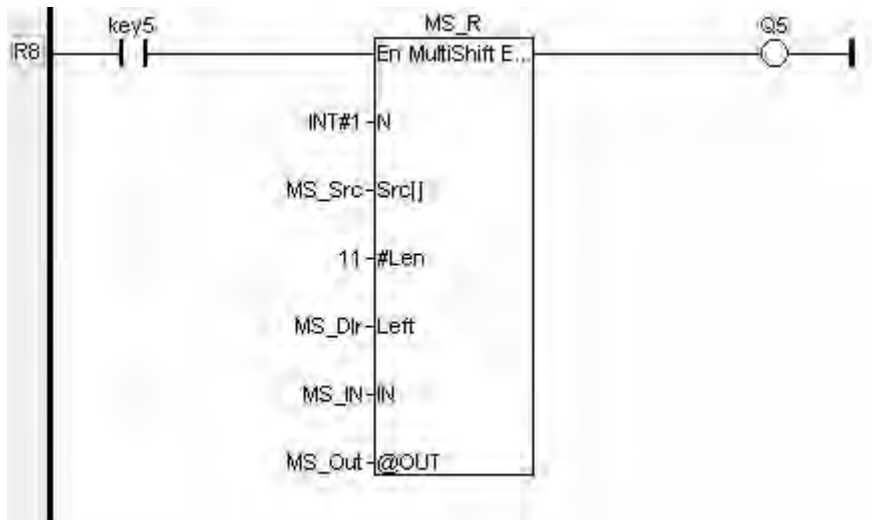 key5 MS_R Q5
IR8 En MultiShift E...
INT#1 N
MS_Src Src[]
11 #Len
MS_Dir Left
MS_IN IN
MS_Out @OUT